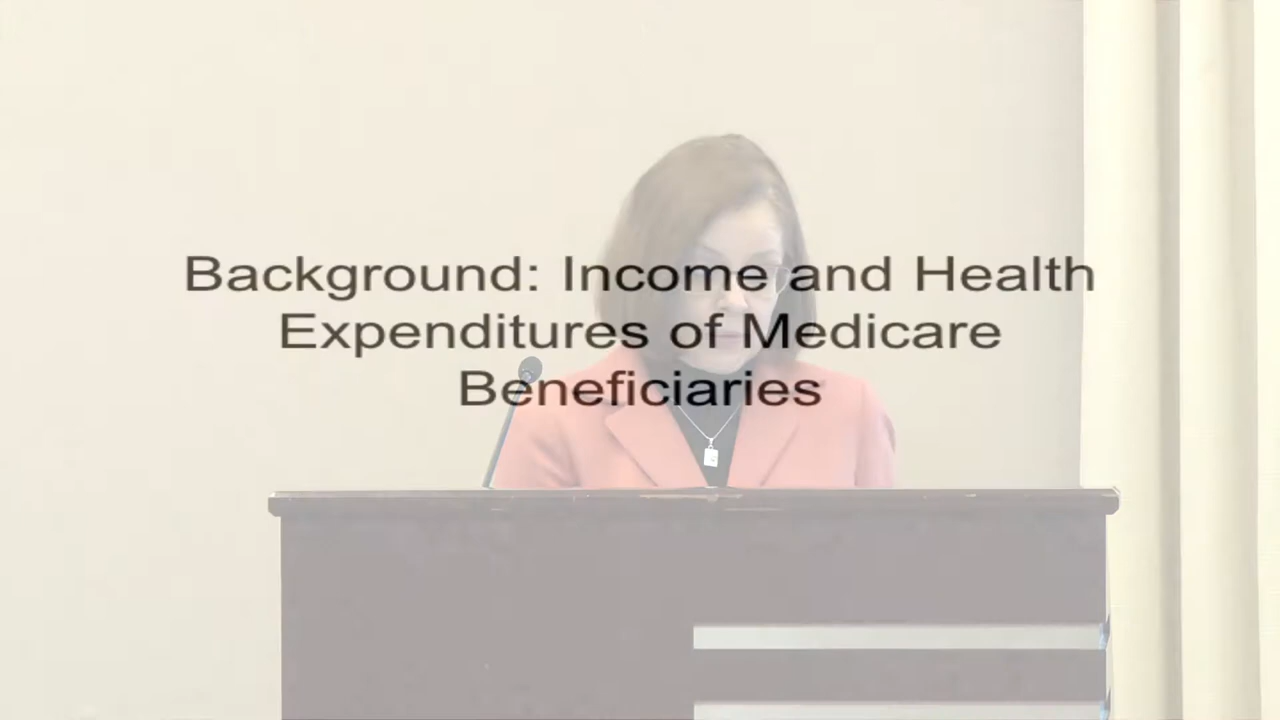 Background: Income and Health
Expenditures of Medicare
Beneficiaries